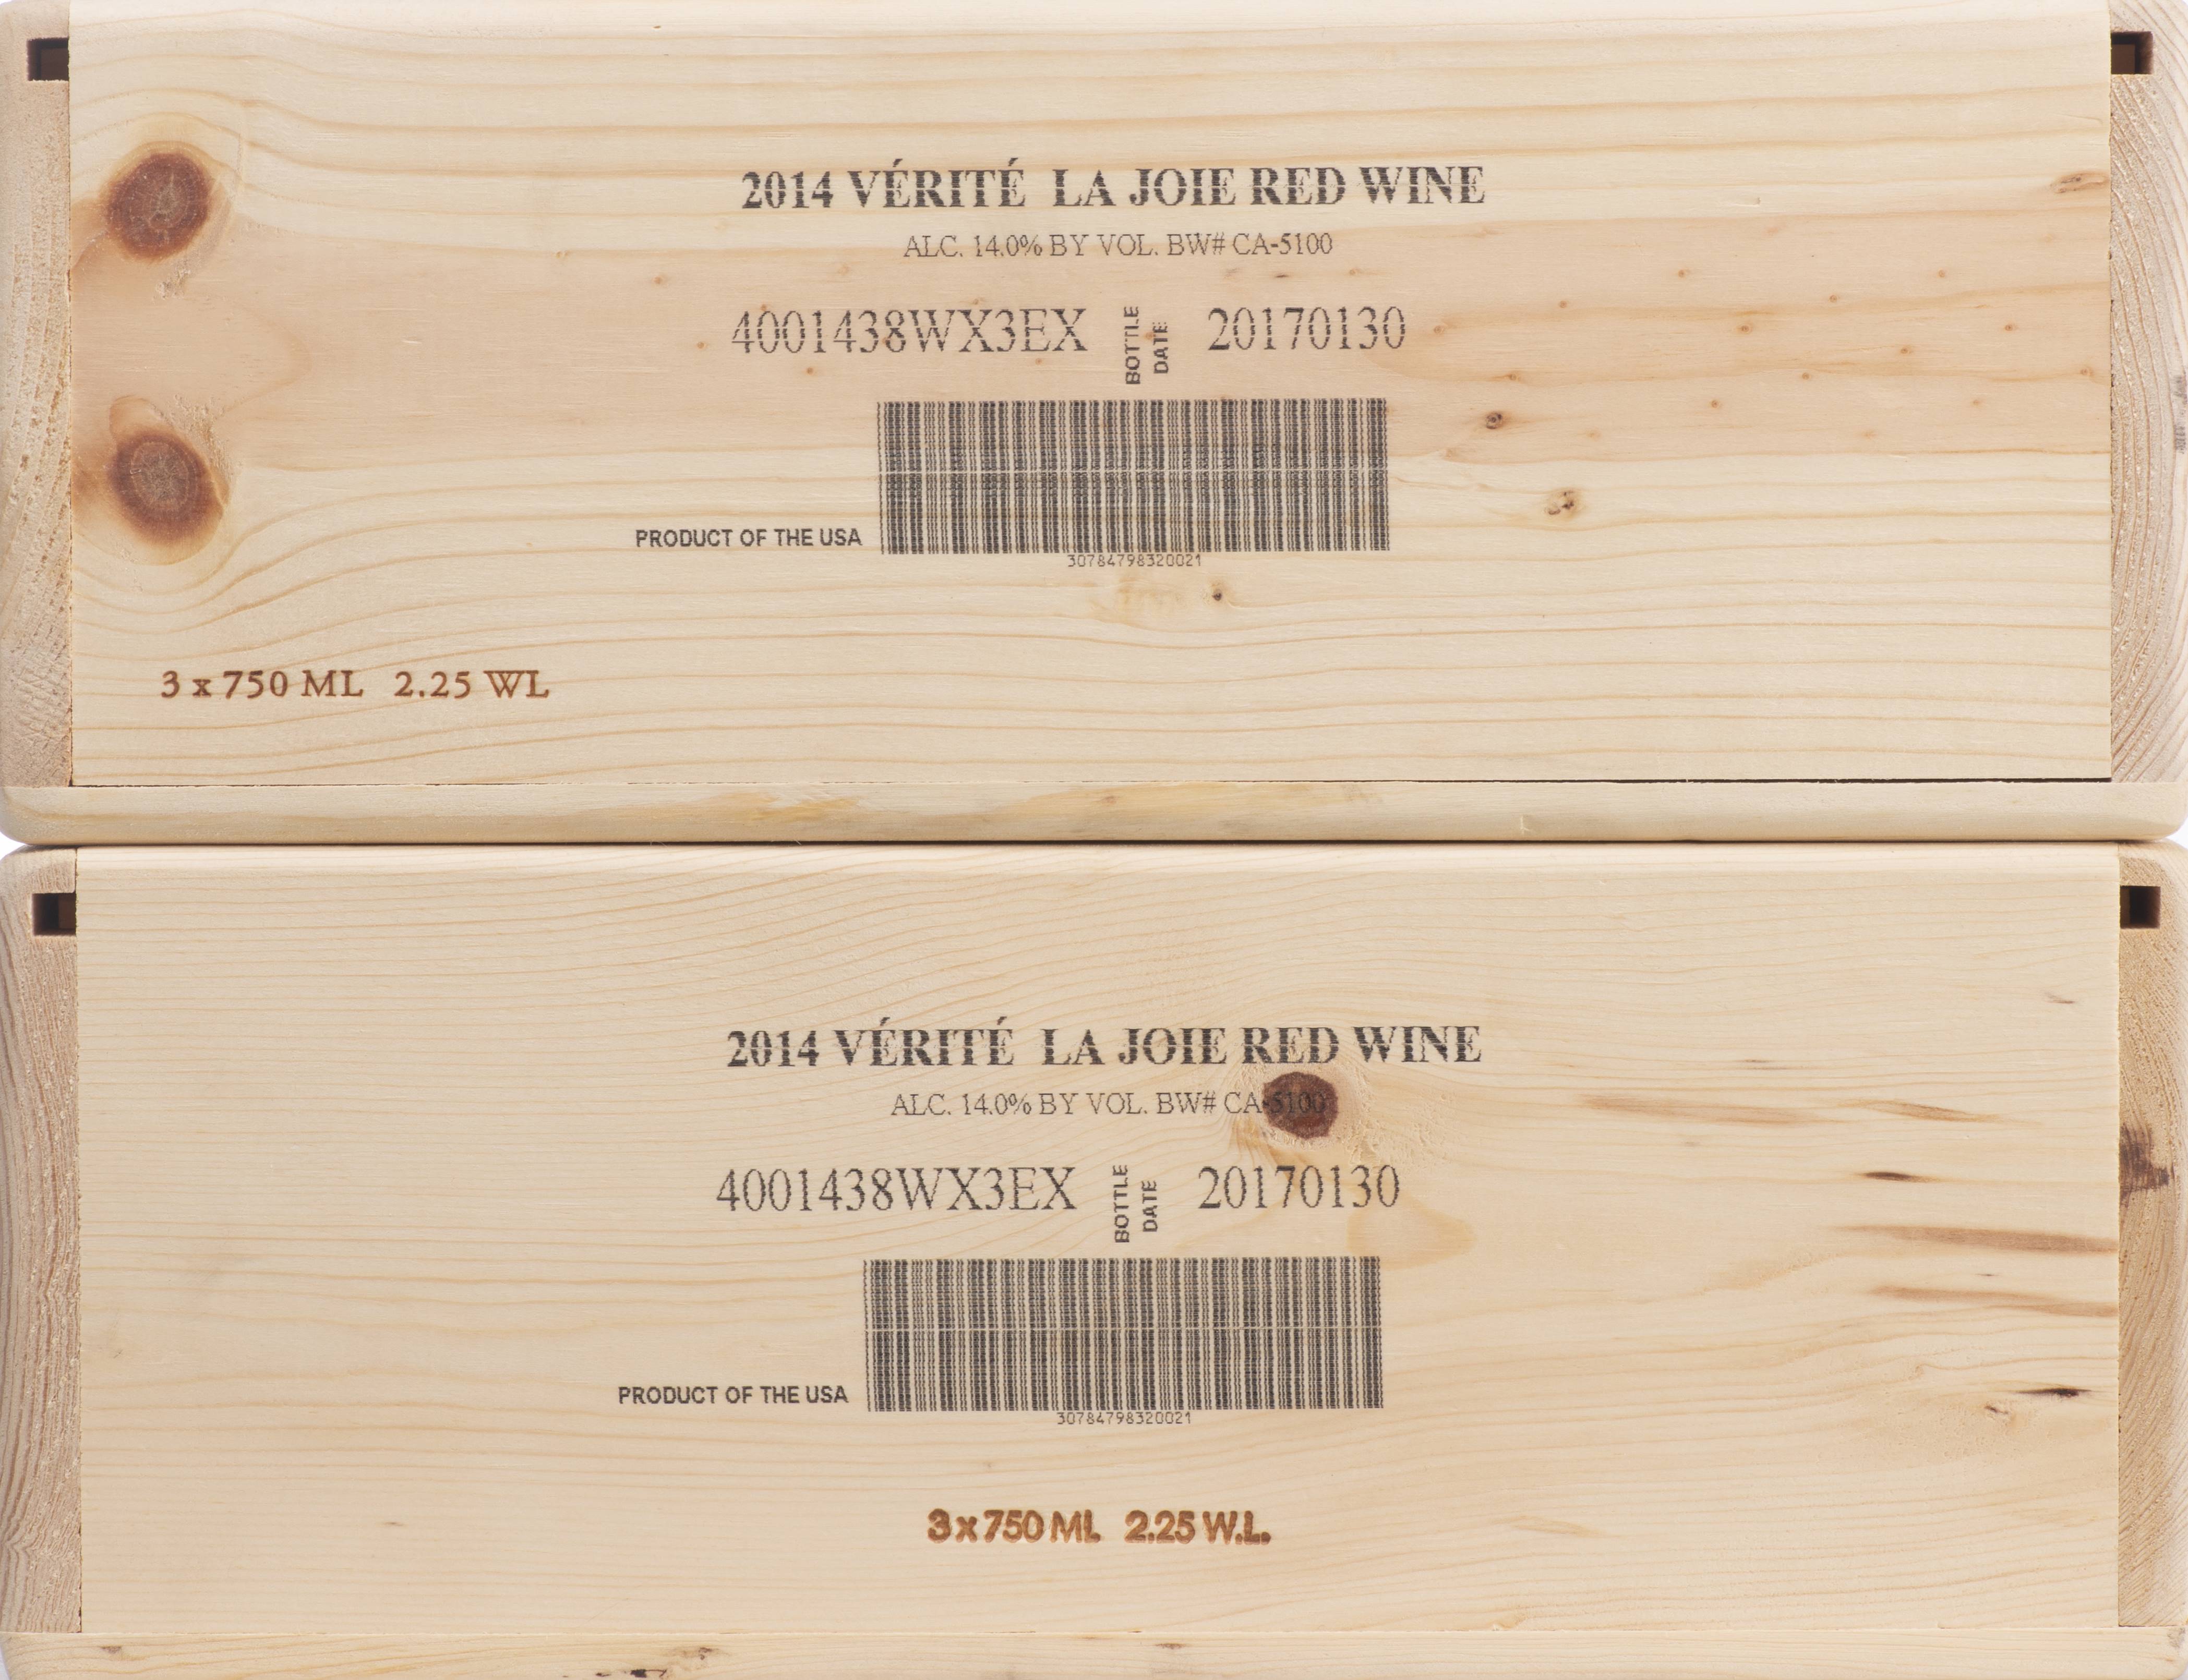 2014 VÉRITÉ LA JOIE RED WINE
ALC. 14.0% BY VOL. BW# CA-5100
4001438WX3EX BOTTLE DATE 20170130
PRODUCT OF THE USA
30784798320021
3 x 750 ML 2.25 WL
2014 VÉRITÉ LA JOIE RED WINE
ALC. 14.0% BY VOL. BW# CA-5100
4001438WX3EX BOTTLE DATE 20170130
PRODUCT OF THE USA
30784798320021
3 x 750 ML 2.25 W.L.